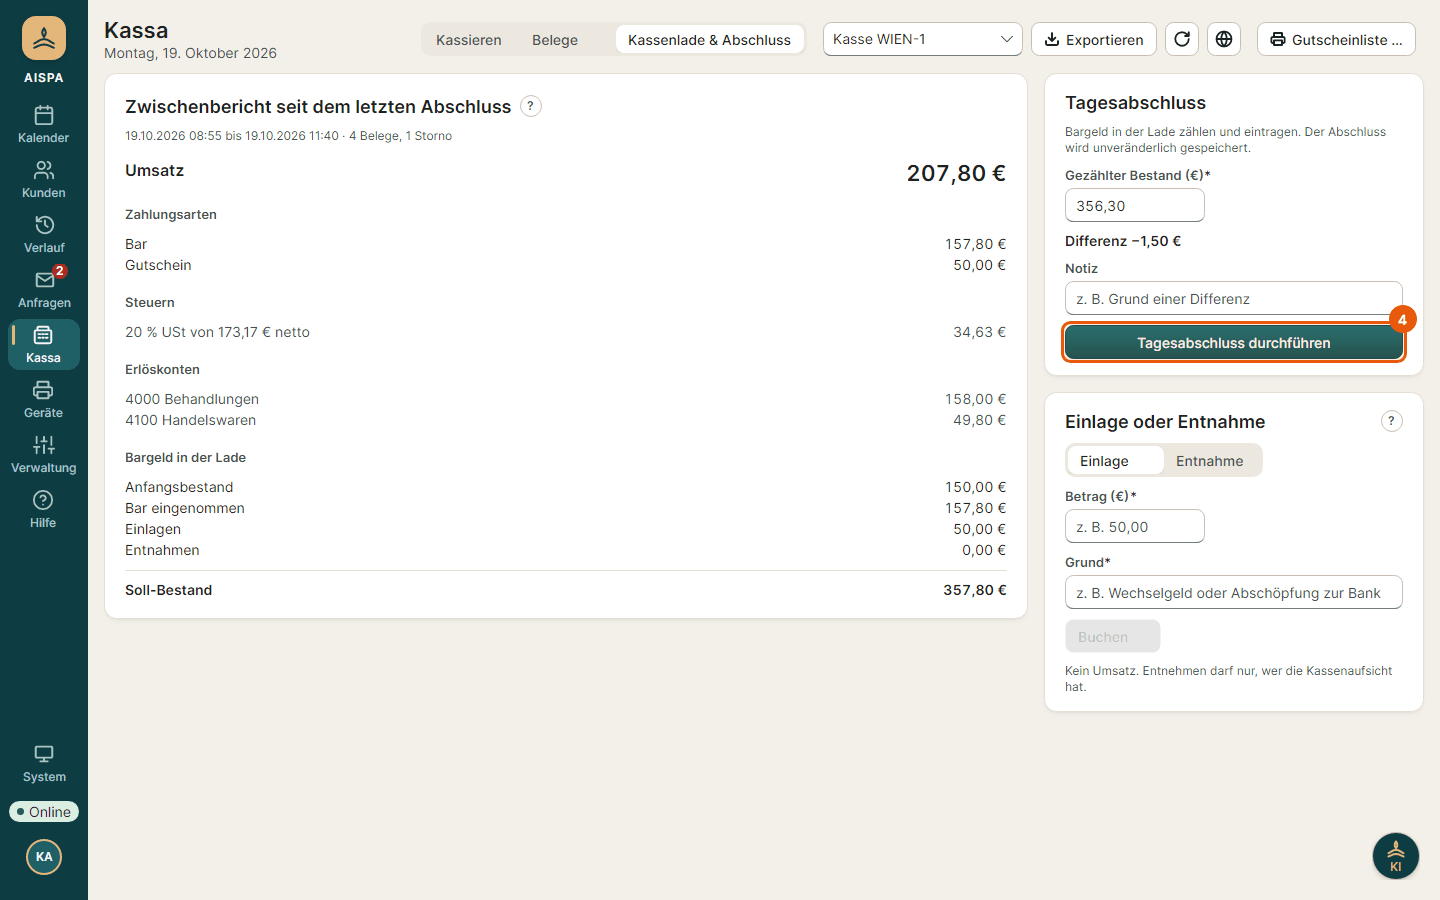 AISPA
Kalender
Kunden
Verlauf
2
Anfragen
Kassa
Geräte
Verwaltung
Hilfe
System
Online
KA
Kassa
Montag, 19. Oktober 2026
Kassieren
Belege
Kassenlade & Abschluss
Kasse WIEN-1
Exportieren
Gutscheinliste ...
Zwischenbericht seit dem letzten Abschluss ?
19.10.2026 08:55 bis 19.10.2026 11:40 · 4 Belege, 1 Storno
Umsatz 207,80 €
Zahlungsarten
Bar 157,80 €
Gutschein 50,00 €
Steuern
20 % USt von 173,17 € netto 34,63 €
Erlöskonten
4000 Behandlungen 158,00 €
4100 Handelswaren 49,80 €
Bargeld in der Lade
Anfangsbestand 150,00 €
Bar eingenommen 157,80 €
Einlagen 50,00 €
Entnahmen 0,00 €
Soll-Bestand 357,80 €
Tagesabschluss
Bargeld in der Lade zählen und eintragen. Der Abschluss
wird unveränderlich gespeichert.
Gezählter Bestand (€)*
356,30
Differenz −1,50 €
Notiz
z. B. Grund einer Differenz
4
Tagesabschluss durchführen
Einlage oder Entnahme ?
Einlage Entnahme
Betrag (€)*
z. B. 50,00
Grund*
z. B. Wechselgeld oder Abschöpfung zur Bank
Buchen
Kein Umsatz. Entnehmen darf nur, wer die Kassenaufsicht
hat.
KI